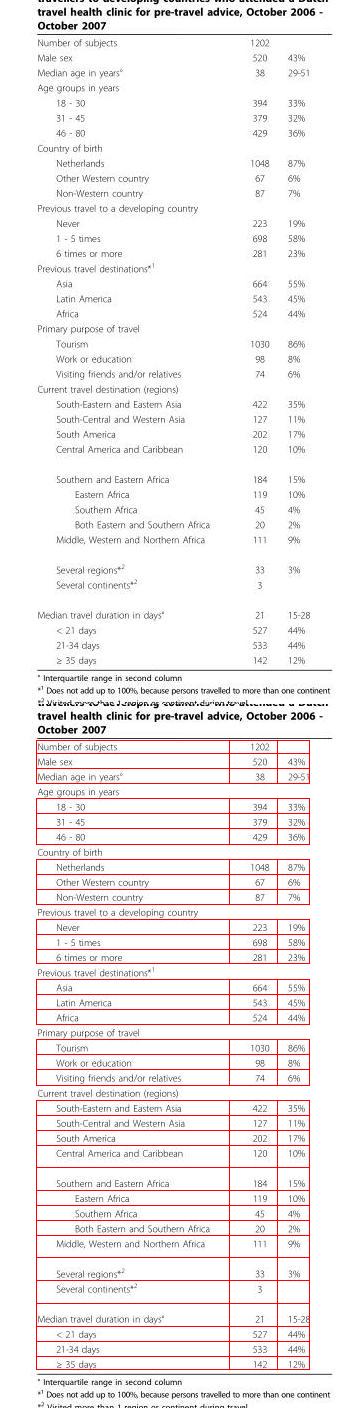 travellers to developing countries who attended a Dutch
travel health clinic for pre-travel advice, October 2006 -
October 2007
Number of subjects 1202
Male sex 520 43%
Median age in years° 38 29-51
Age groups in years
18 - 30 394 33%
31 - 45 379 32%
46 - 80 429 36%
Country of birth
Netherlands 1048 87%
Other Western country 67 6%
Non-Western country 87 7%
Previous travel to a developing country
Never 223 19%
1 - 5 times 698 58%
6 times or more 281 23%
Previous travel destinations*1
Asia 664 55%
Latin America 543 45%
Africa 524 44%
Primary purpose of travel
Tourism 1030 86%
Work or education 98 8%
Visiting friends and/or relatives 74 6%
Current travel destination (regions)
South-Eastern and Eastern Asia 422 35%
South-Central and Western Asia 127 11%
South America 202 17%
Central America and Caribbean 120 10%
Southern and Eastern Africa 184 15%
Eastern Africa 119 10%
Southern Africa 45 4%
Both Eastern and Southern Africa 20 2%
Middle, Western and Northern Africa 111 9%
Several regions*2 33 3%
Several continents*2 3
Median travel duration in days° 21 15-28
< 21 days 527 44%
21-34 days 533 44%
≥ 35 days 142 12%
° Interquartile range in second column
*1 Does not add up to 100%, because persons travelled to more than one continent
travel health clinic for pre-travel advice, October 2006 -
October 2007
Number of subjects 1202
Male sex 520 43%
Median age in years° 38 29-51
Age groups in years
18 - 30 394 33%
31 - 45 379 32%
46 - 80 429 36%
Country of birth
Netherlands 1048 87%
Other Western country 67 6%
Non-Western country 87 7%
Previous travel to a developing country
Never 223 19%
1 - 5 times 698 58%
6 times or more 281 23%
Previous travel destinations*1
Asia 664 55%
Latin America 543 45%
Africa 524 44%
Primary purpose of travel
Tourism 1030 86%
Work or education 98 8%
Visiting friends and/or relatives 74 6%
Current travel destination (regions)
South-Eastern and Eastern Asia 422 35%
South-Central and Western Asia 127 11%
South America 202 17%
Central America and Caribbean 120 10%
Southern and Eastern Africa 184 15%
Eastern Africa 119 10%
Southern Africa 45 4%
Both Eastern and Southern Africa 20 2%
Middle, Western and Northern Africa 111 9%
Several regions*2 33 3%
Several continents*2 3
Median travel duration in days° 21 15-28
< 21 days 527 44%
21-34 days 533 44%
≥ 35 days 142 12%
° Interquartile range in second column
*1 Does not add up to 100%, because persons travelled to more than one continent
*2 Visited more than 1 region or continent during travel